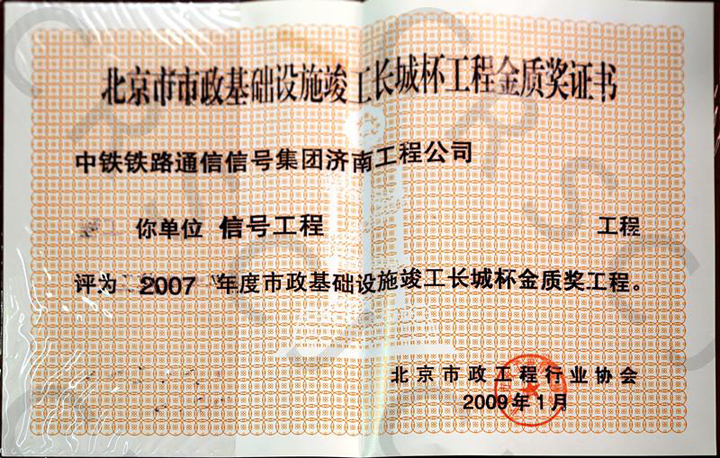 北京市市政基础设施竣工长城杯工程金质奖证书
中铁铁路通信信号集团济南工程公司
你单位 信号工程 工程
评为 2007 年度市政基础设施竣工长城杯金质奖工程。
北京市政工程行业协会
2009年1月
CRSC
CRSC